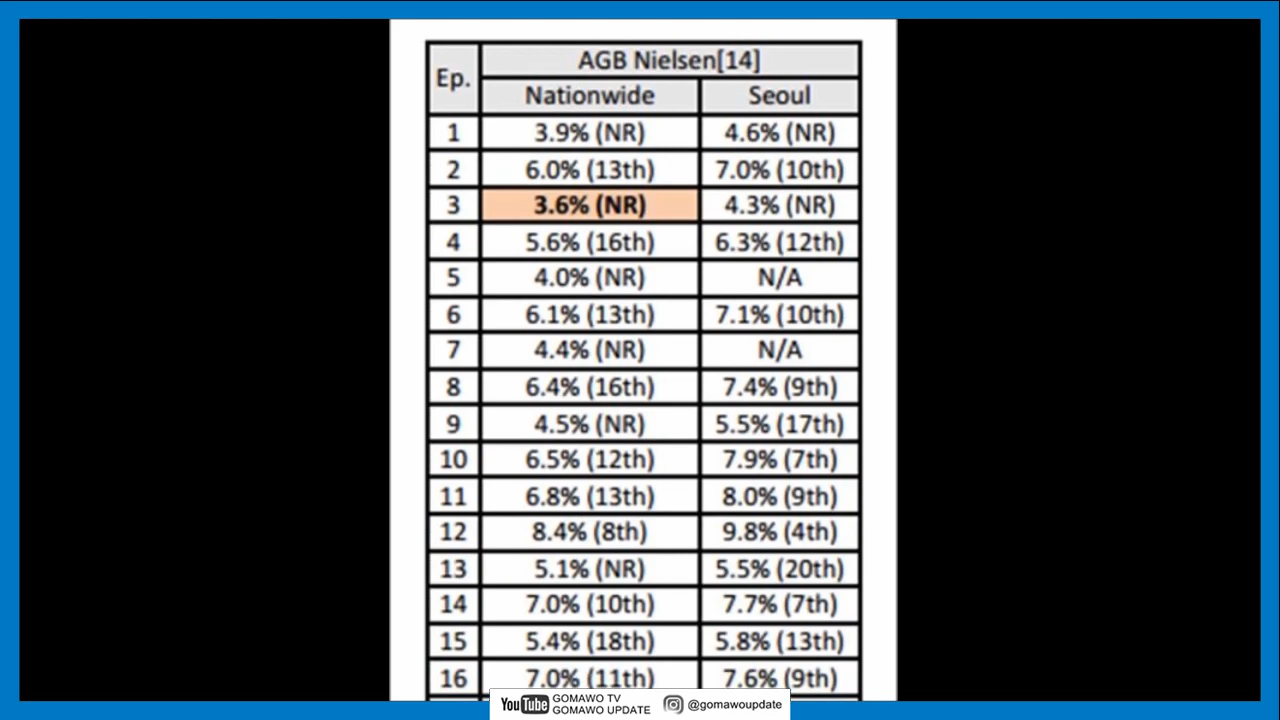 Ep. AGB Nielsen[14]
Nationwide Seoul
1 3.9% (NR) 4.6% (NR)
2 6.0% (13th) 7.0% (10th)
3 3.6% (NR) 4.3% (NR)
4 5.6% (16th) 6.3% (12th)
5 4.0% (NR) N/A
6 6.1% (13th) 7.1% (10th)
7 4.4% (NR) N/A
8 6.4% (16th) 7.4% (9th)
9 4.5% (NR) 5.5% (17th)
10 6.5% (12th) 7.9% (7th)
11 6.8% (13th) 8.0% (9th)
12 8.4% (8th) 9.8% (4th)
13 5.1% (NR) 5.5% (20th)
14 7.0% (10th) 7.7% (7th)
15 5.4% (18th) 5.8% (13th)
16 7.0% (11th) 7.6% (9th)
YouTube GOMAWO TV
GOMAWO UPDATE
@gomawoupdate